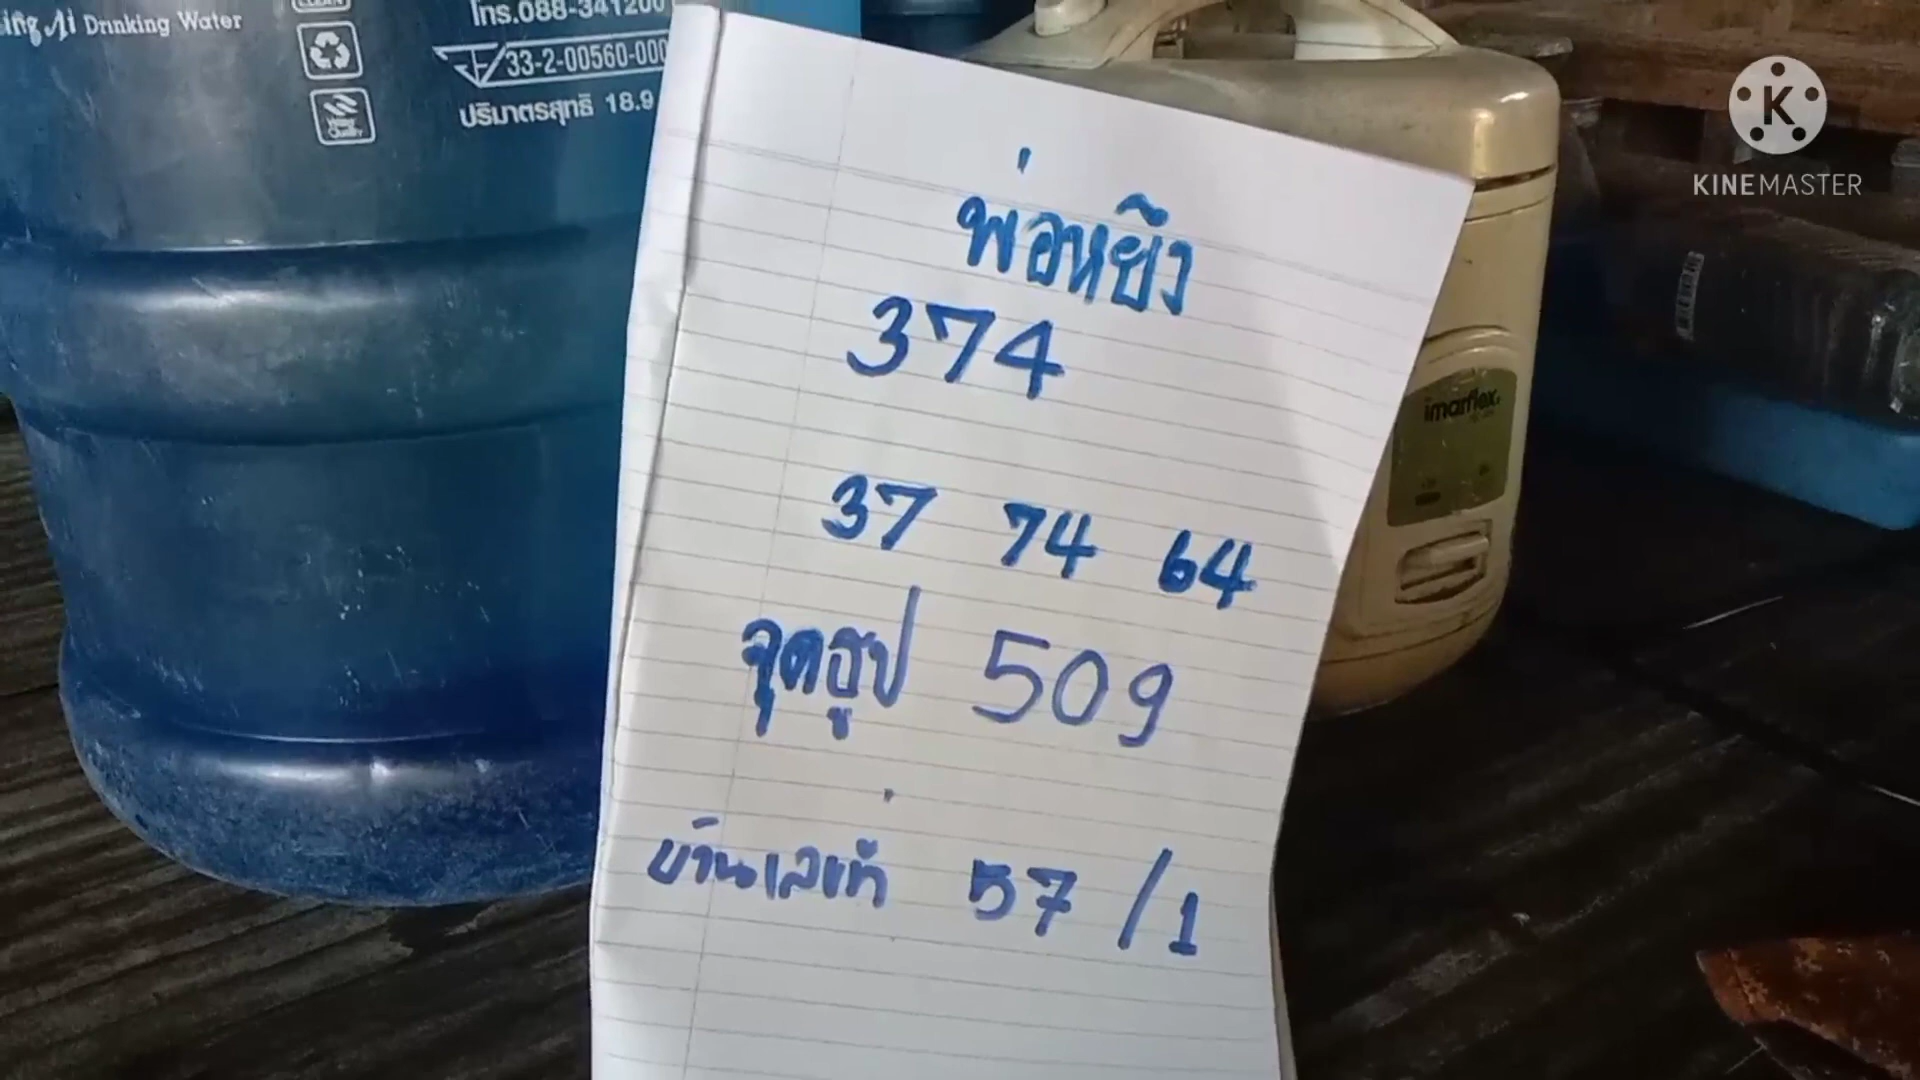 Drinking Water
โทร.088-341200
33-2-00560-000
ปริมาตรสุทธิ 18.9
Water Quality
KINEMASTER
imarflex
พ่อหยิง
374
37 74 64
จุดธูป 509
บ้านเลขที่ 57/1